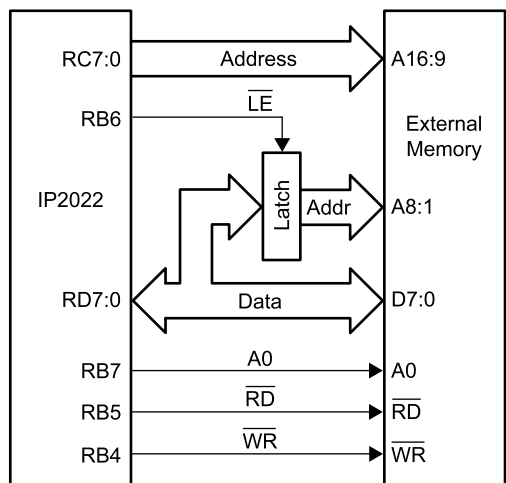 RC7:0 Address A16:9
RB6 LE
External
Memory
IP2022
Latch
Addr A8:1
RD7:0 Data D7:0
RB7 A0 A0
RB5 RD RD
RB4 WR WR